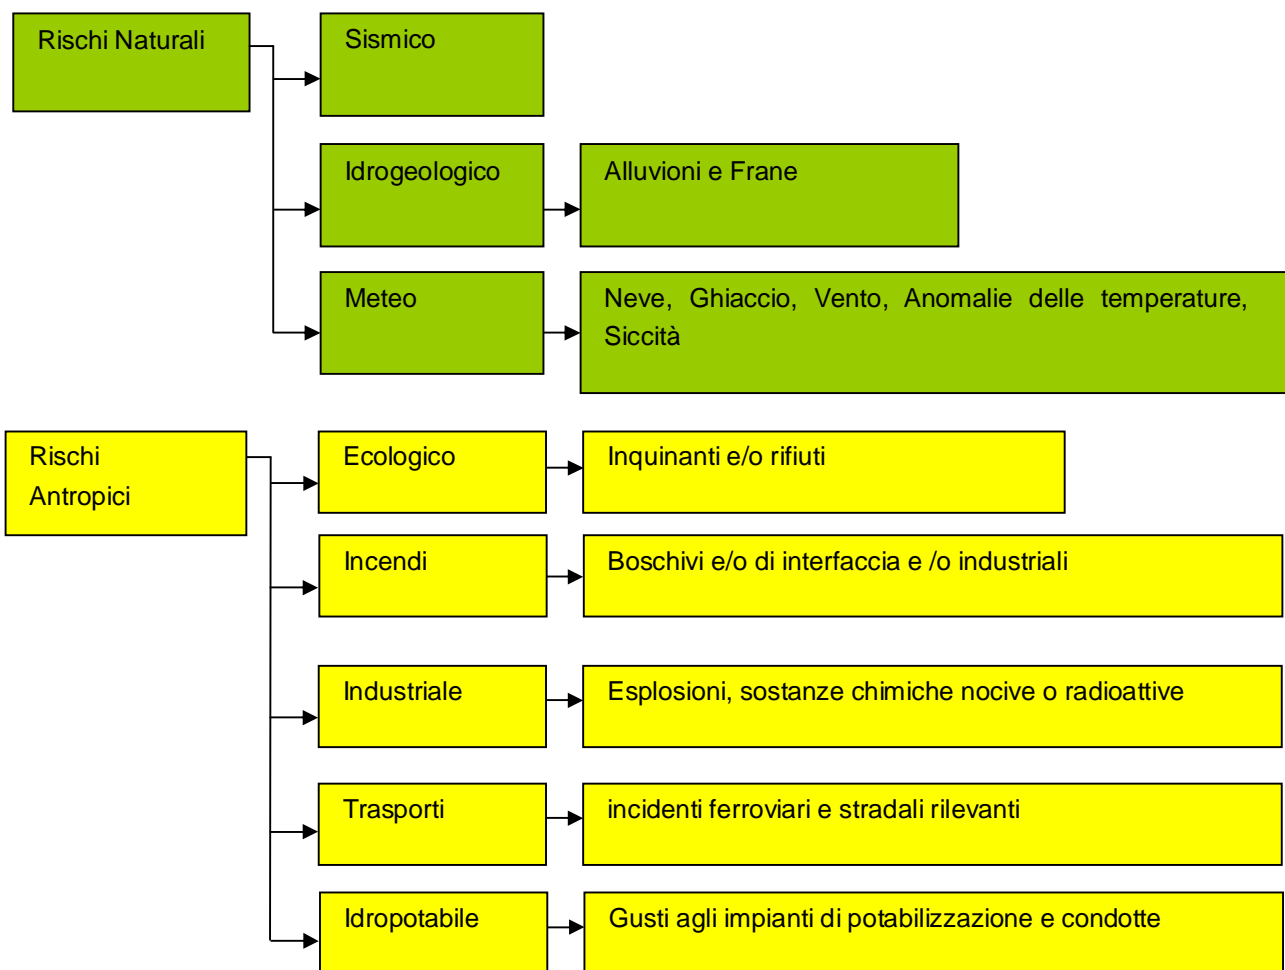 Rischi Naturali
Sismico
Idrogeologico
Alluvioni e Frane
Meteo
Neve, Ghiaccio, Vento, Anomalie delle temperature,
Siccità
Rischi
Antropici
Ecologico
Inquinanti e/o rifiuti
Incendi
Boschivi e/o di interfaccia e /o industriali
Industriale
Esplosioni, sostanze chimiche nocive o radioattive
Trasporti
incidenti ferroviari e stradali rilevanti
Idropotabile
Gusti agli impianti di potabilizzazione e condotte